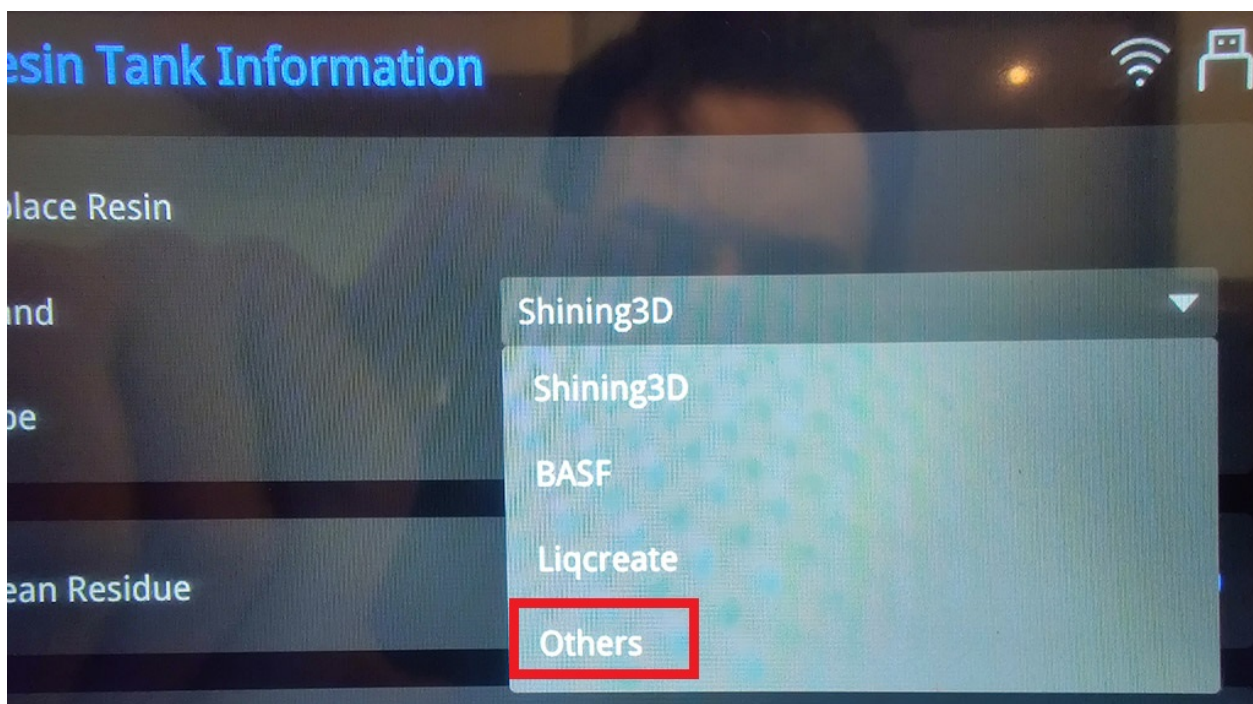 esin Tank Information
place Resin
and
Shining3D
Shining3D
pe
BASF
Liqcreate
ean Residue
Others